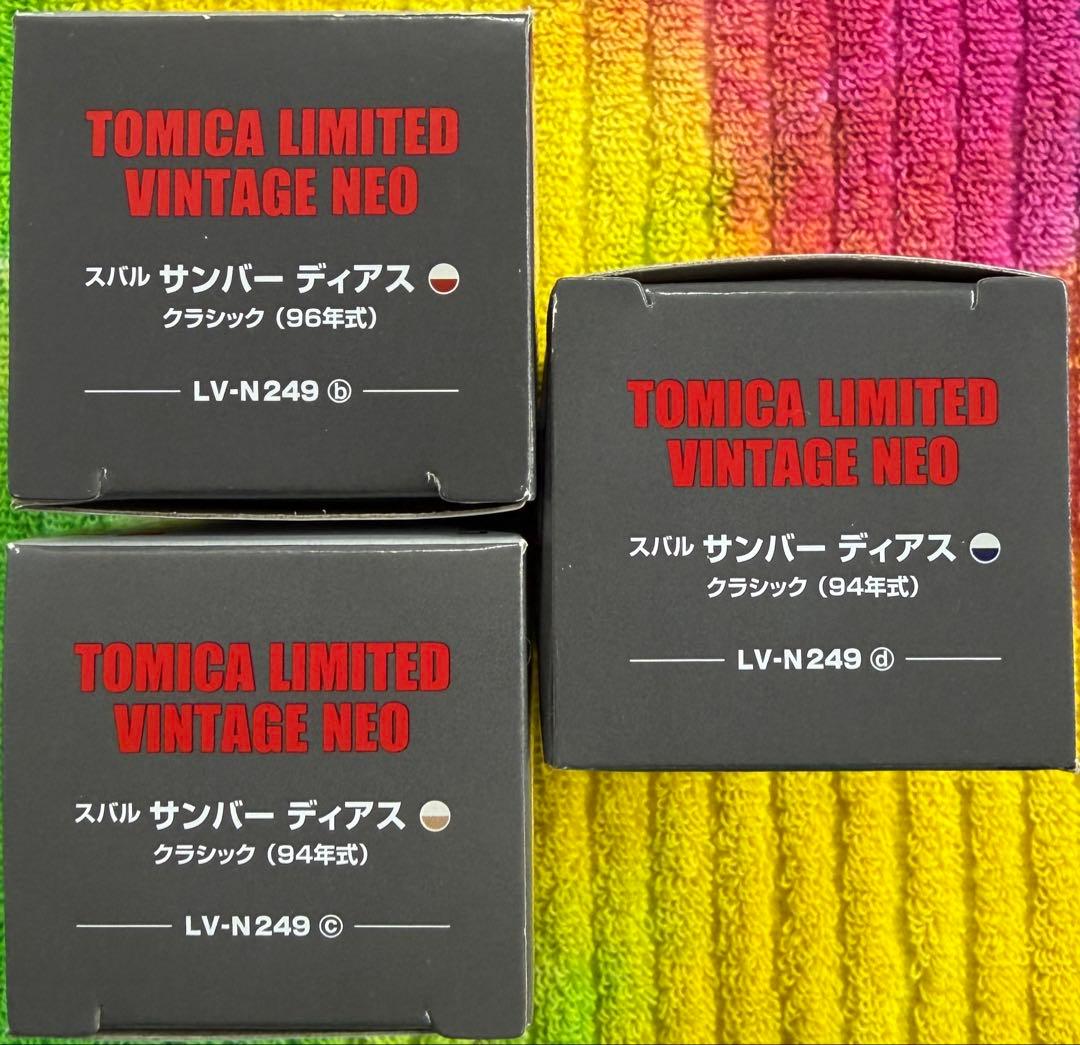 TOMICA LIMITED
VINTAGE NEO
スバル サンバー ディアス
クラシック（96年式）
LV-N249 ⓑ
TOMICA LIMITED
VINTAGE NEO
スバル サンバー ディアス
クラシック（94年式）
LV-N249 ⓓ
TOMICA LIMITED
VINTAGE NEO
スバル サンバー ディアス
クラシック（94年式）
LV-N249 ⓒ